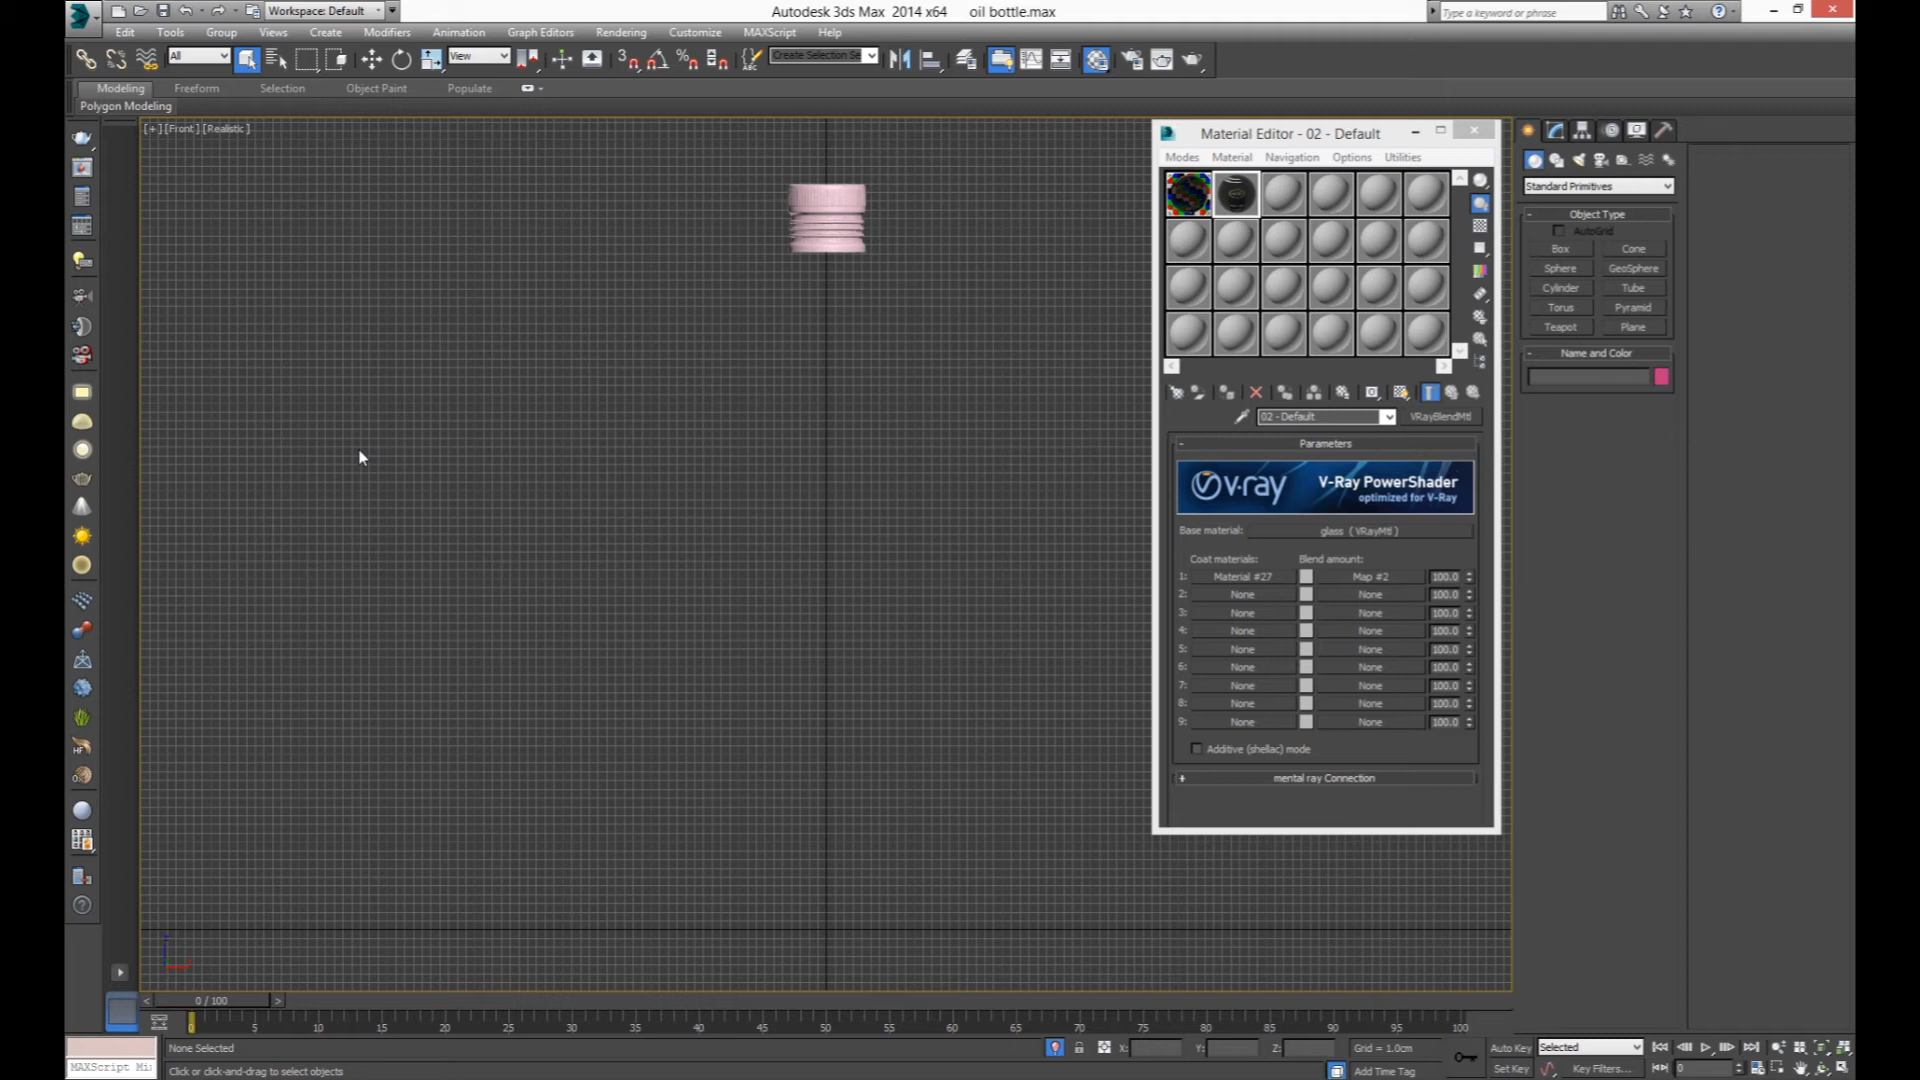 Workspace: Default
Autodesk 3ds Max 2014 x64 oil bottle.max
Type a keyword or phrase
Edit Tools Group Views Create Modifiers Animation Graph Editors Rendering Customize MAXScript Help
All
View
3
Create Selection Se
Modeling Freeform Selection Object Paint Populate
Polygon Modeling
[+] [Front] [Realistic]
Material Editor - 02 - Default
Modes Material Navigation Options Utilities
02 - Default VRayBlendMtl
- Parameters
v·ray V-Ray PowerShader
optimized for V-Ray
Base material: glass ( VRayMtl )
Coat materials: Blend amount:
1: Material #27 Map #2 100.0
2: None None 100.0
3: None None 100.0
4: None None 100.0
5: None None 100.0
6: None None 100.0
7: None None 100.0
8: None None 100.0
9: None None 100.0
Additive (shellac) mode
+ mental ray Connection
Standard Primitives
- Object Type
AutoGrid
Box Cone
Sphere GeoSphere
Cylinder Tube
Torus Pyramid
Teapot Plane
- Name and Color
< 0 / 100 >
0 5 10 15 20 25 30 35 40 45 50 55 60 65 70 75 80 85 90 95 100
None Selected X: Y: Z: Grid = 1.0cm Auto Key Selected
MAXScript Mi: Click or click-and-drag to select objects Add Time Tag Set Key Key Filters... 0